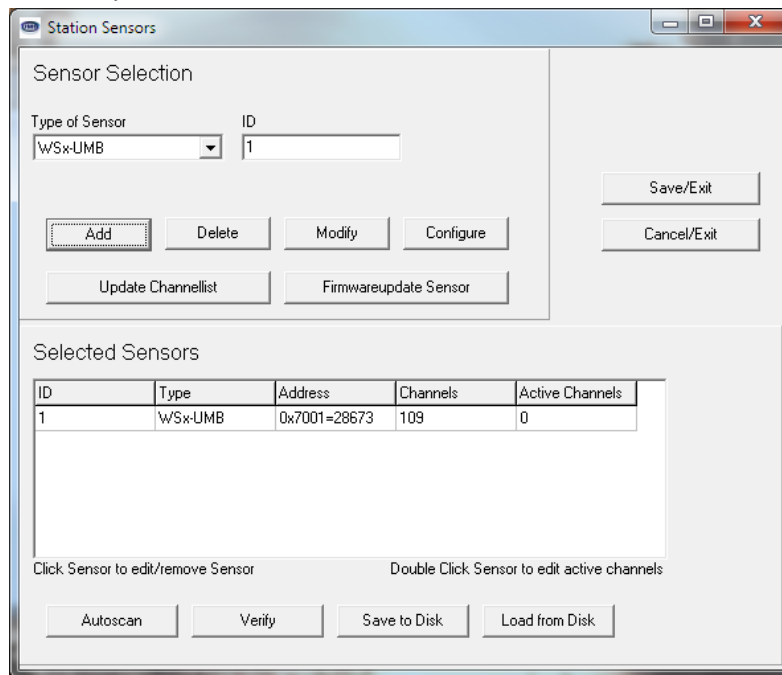 Station Sensors
Sensor Selection
Type of Sensor ID
WSx-UMB 1
Save/Exit
Add Delete Modify Configure Cancel/Exit
Update Channellist Firmwareupdate Sensor
Selected Sensors
ID Type Address Channels Active Channels
1 WSx-UMB 0x7001=28673 109 0
Click Sensor to edit/remove Sensor Double Click Sensor to edit active channels
Autoscan Verify Save to Disk Load from Disk